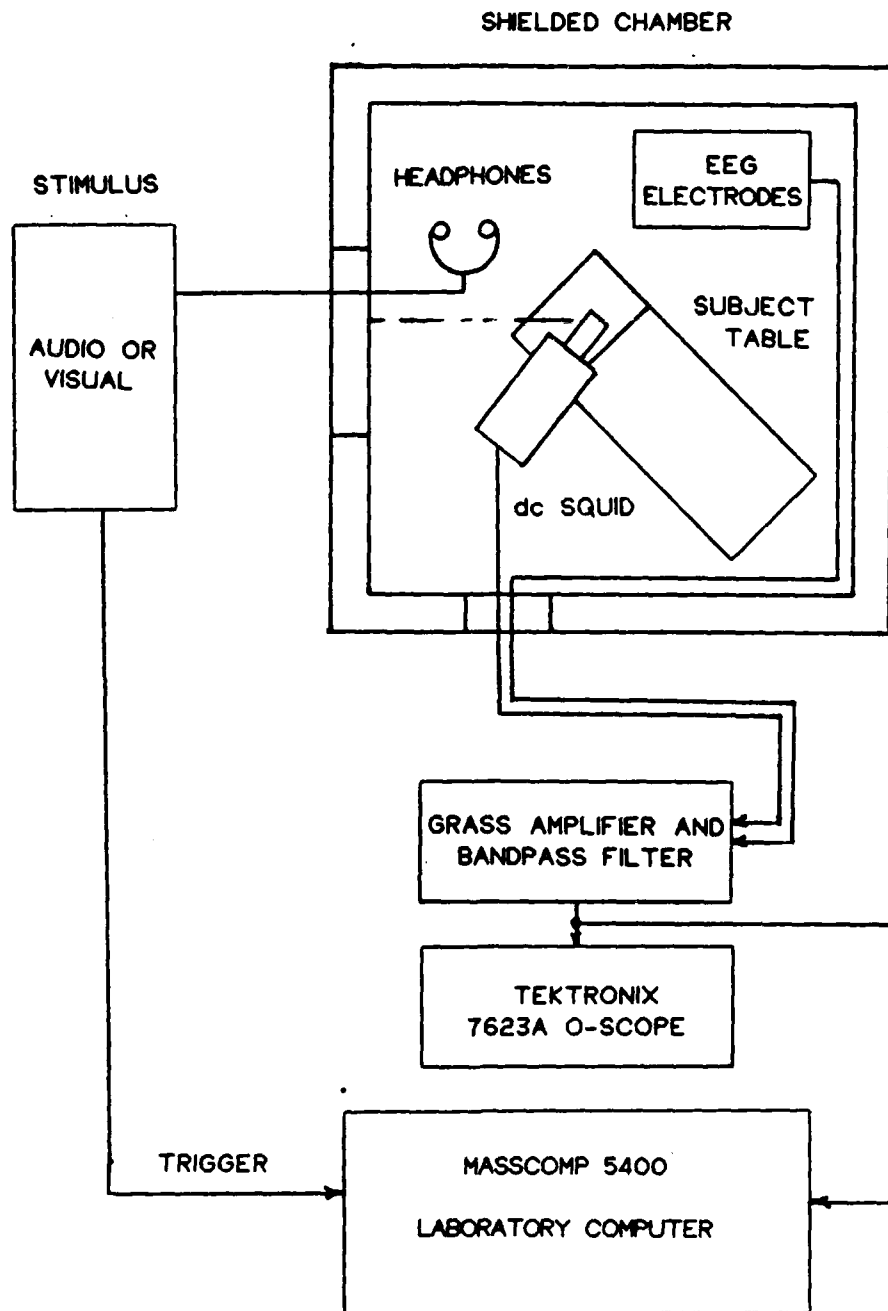 SHIELDED CHAMBER
STIMULUS
HEADPHONES
EEG
ELECTRODES
AUDIO OR
VISUAL
SUBJECT
TABLE
dc SQUID
GRASS AMPLIFIER AND
BANDPASS FILTER
TEKTRONIX
7623A O-SCOPE
TRIGGER
MASSCOMP 5400
LABORATORY COMPUTER